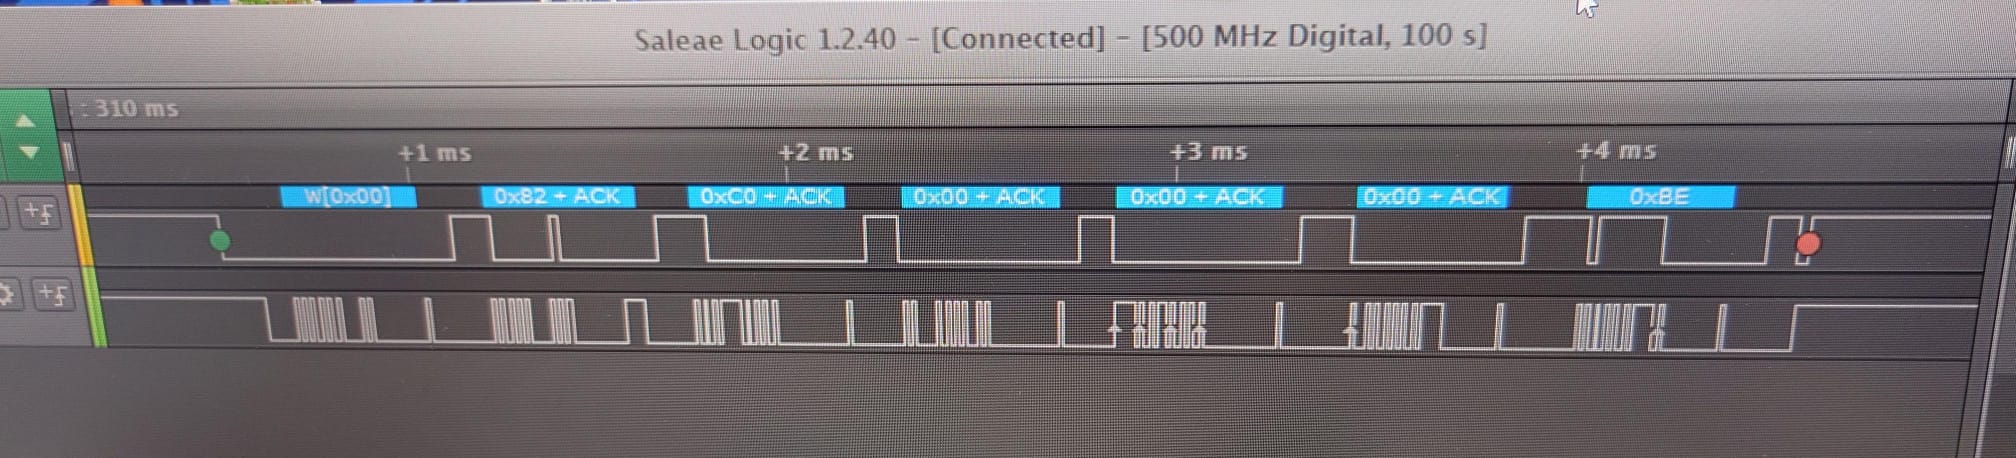 Saleae Logic 1.2.40 – [Connected] – [500 MHz Digital, 100 s]
: 310 ms
+1 ms +2 ms +3 ms +4 ms
W[0x00] 0x82 + ACK 0xC0 + ACK 0x00 + ACK 0x00 + ACK 0x00 + ACK 0xBE